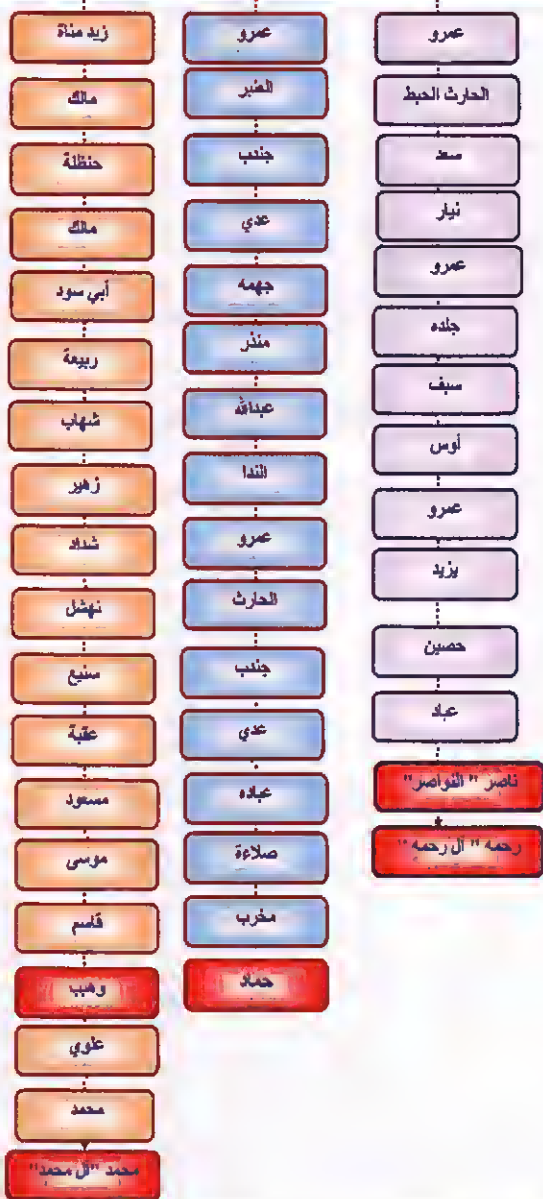 عمرو
الحارث الحبط
سعد
نيار
عمرو
جلده
سيف
أوس
عمرو
يزيد
حصين
عباد
ناصر " النواصر"
رحمه " آل رحمه "
عمرو
العنبر
جندب
عدي
جهمه
منذر
عبدالله
الندا
عمرو
الحارث
جندب
عدي
عباده
صلاءة
مخرب
حماد
زيد مناة
مالك
حنظلة
مالك
أبي سود
ربيعة
شهاب
زهير
شداد
نهشل
سنيع
عقبة
مسعود
موسى
قاسم
وهيب
علوي
محمد
محمد "آل محمد"